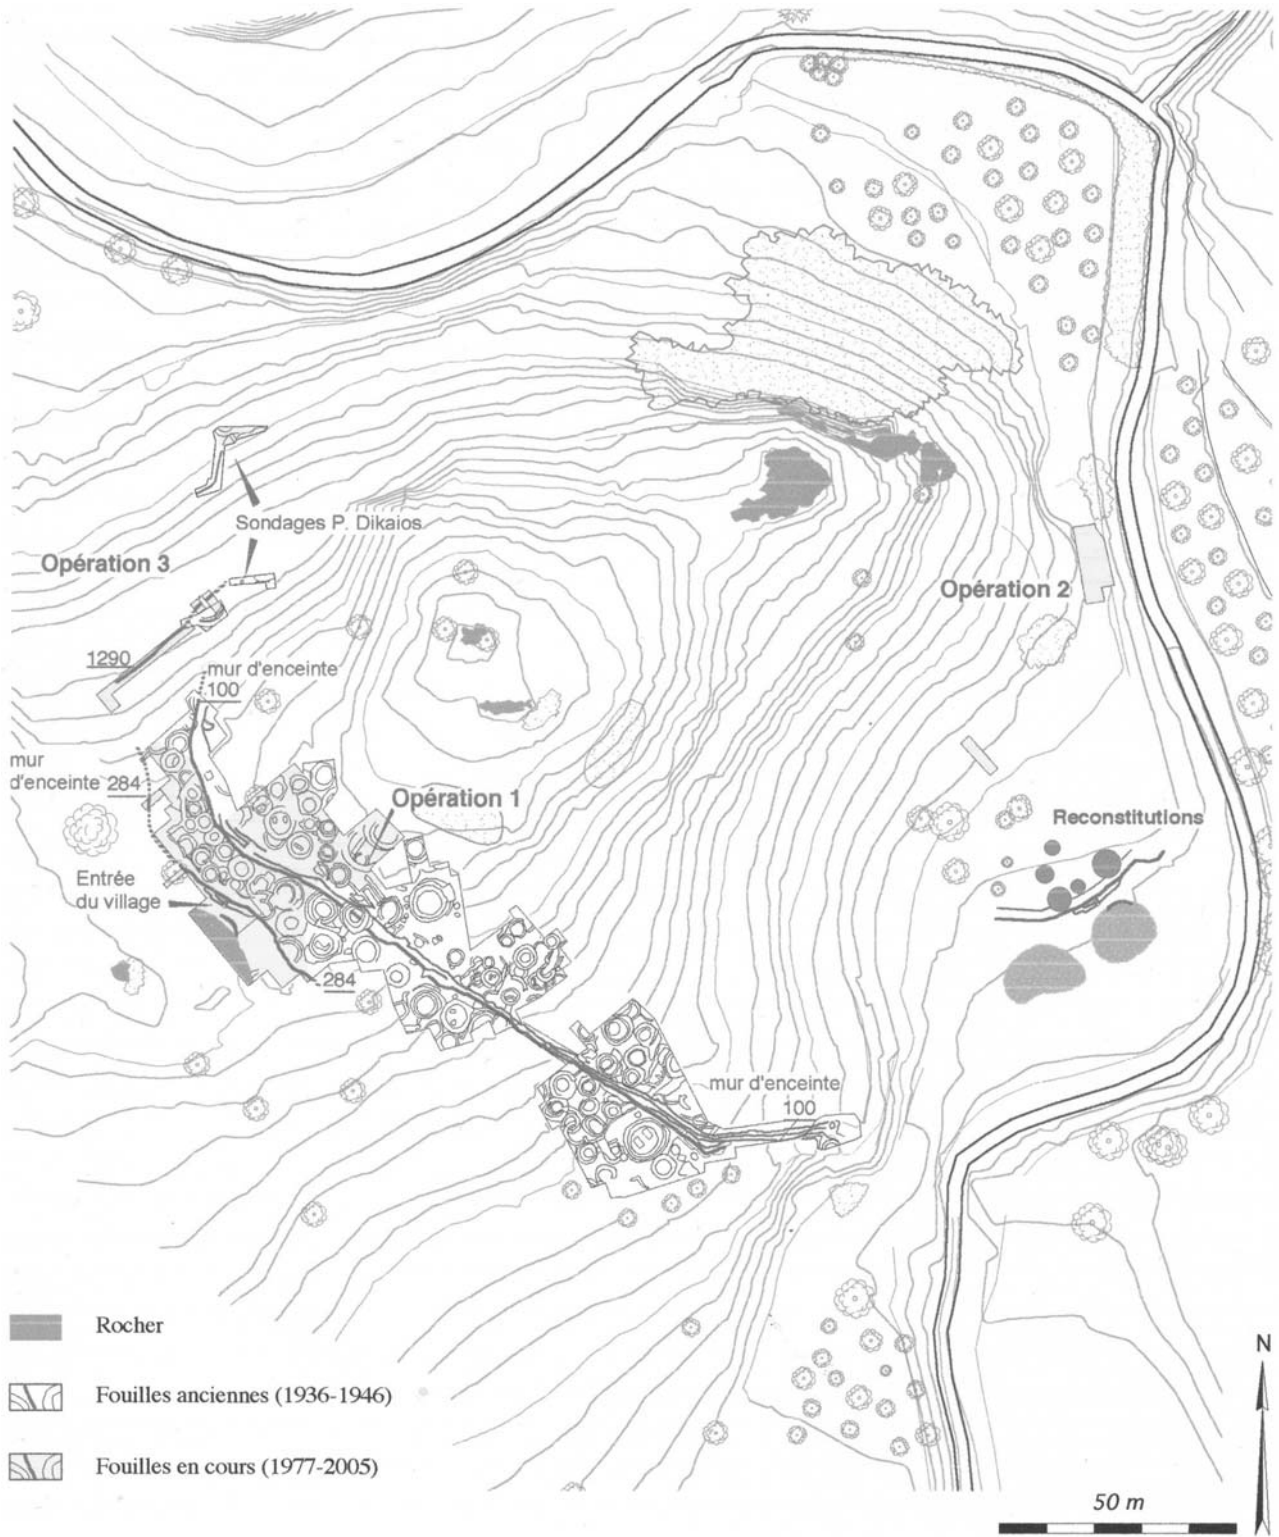 Sondages P. Dikaios
Opération 3
Opération 2
1290
mur d'enceinte
100
mur
d'enceinte 284
Opération 1
Reconstitutions
Entrée
du village
284
mur d'enceinte
100
Rocher
N
Fouilles anciennes (1936-1946)
Fouilles en cours (1977-2005)
50 m